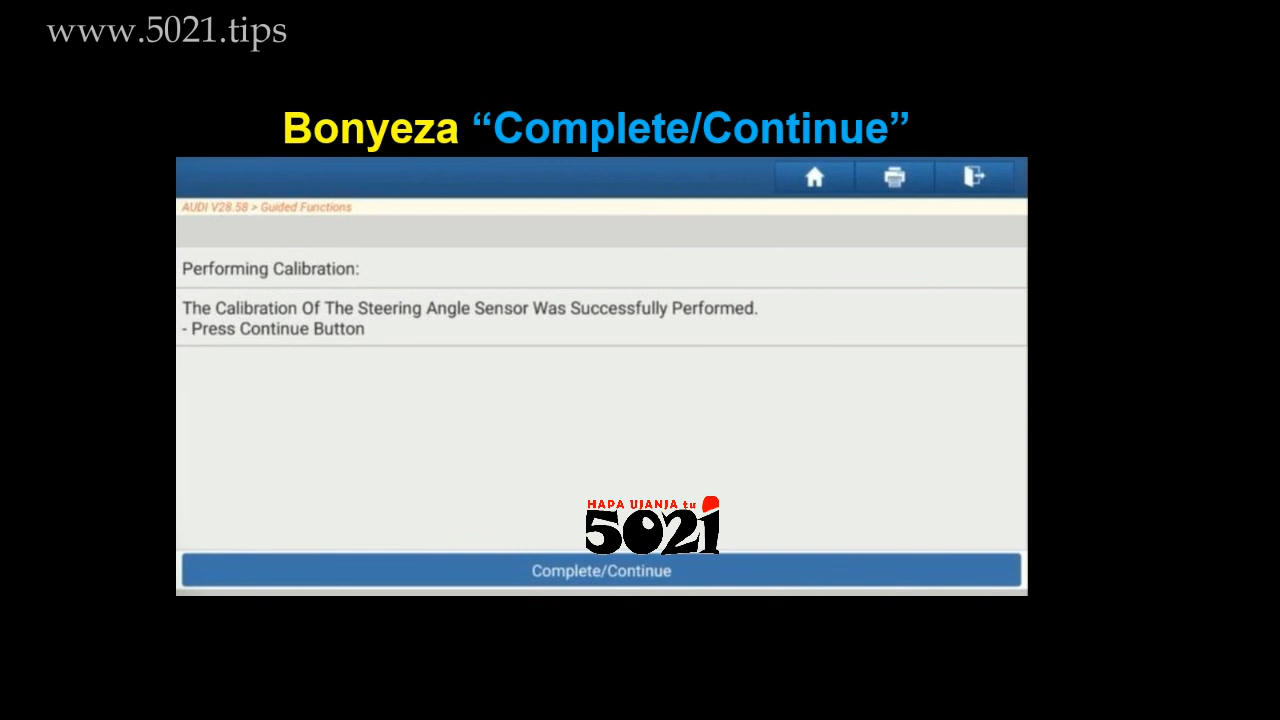 www.5021.tips
Bonyeza “Complete/Continue”
AUDI V28.58 > Guided Functions
Performing Calibration:
The Calibration Of The Steering Angle Sensor Was Successfully Performed.
- Press Continue Button
HAPA UJANJA tu
5021
Complete/Continue